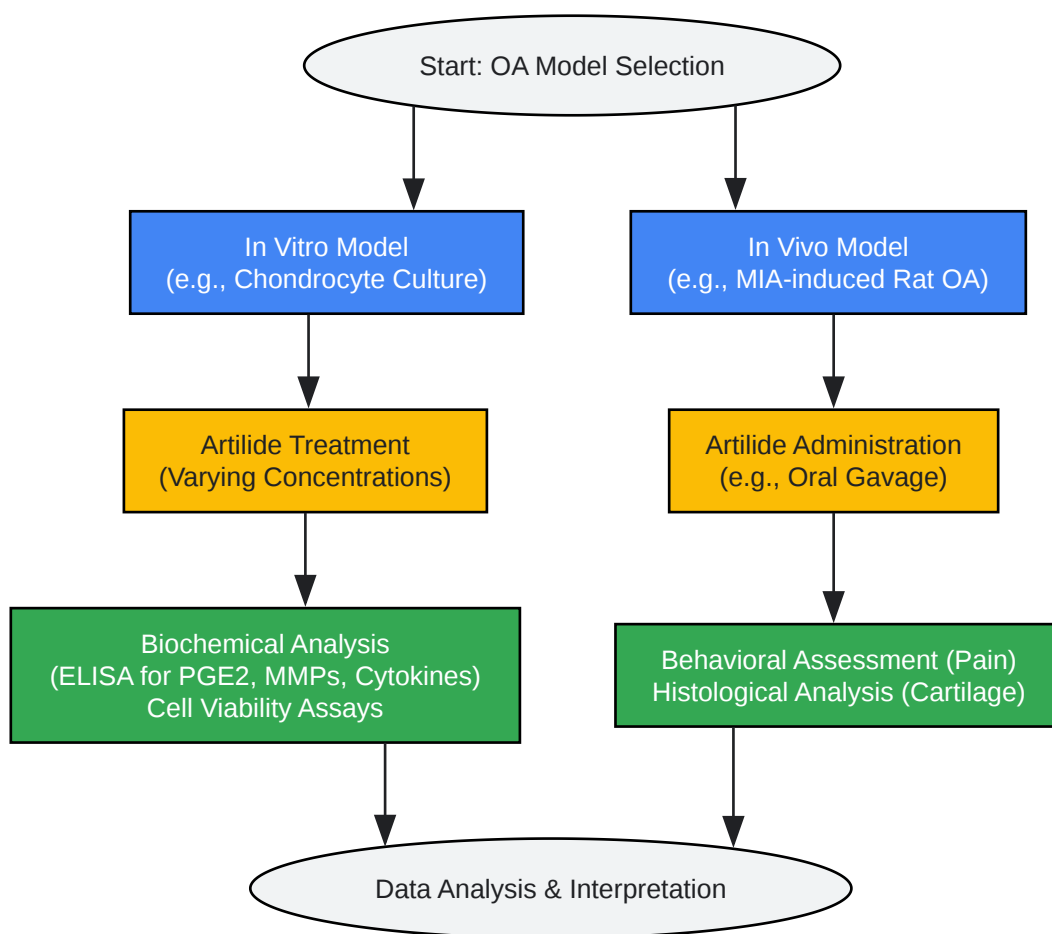 Start: OA Model Selection
In Vitro Model
(e.g., Chondrocyte Culture)
In Vivo Model
(e.g., MIA-induced Rat OA)
Artilide Treatment
(Varying Concentrations)
Artilide Administration
(e.g., Oral Gavage)
Biochemical Analysis
(ELISA for PGE2, MMPs, Cytokines)
Cell Viability Assays
Behavioral Assessment (Pain)
Histological Analysis (Cartilage)
Data Analysis & Interpretation